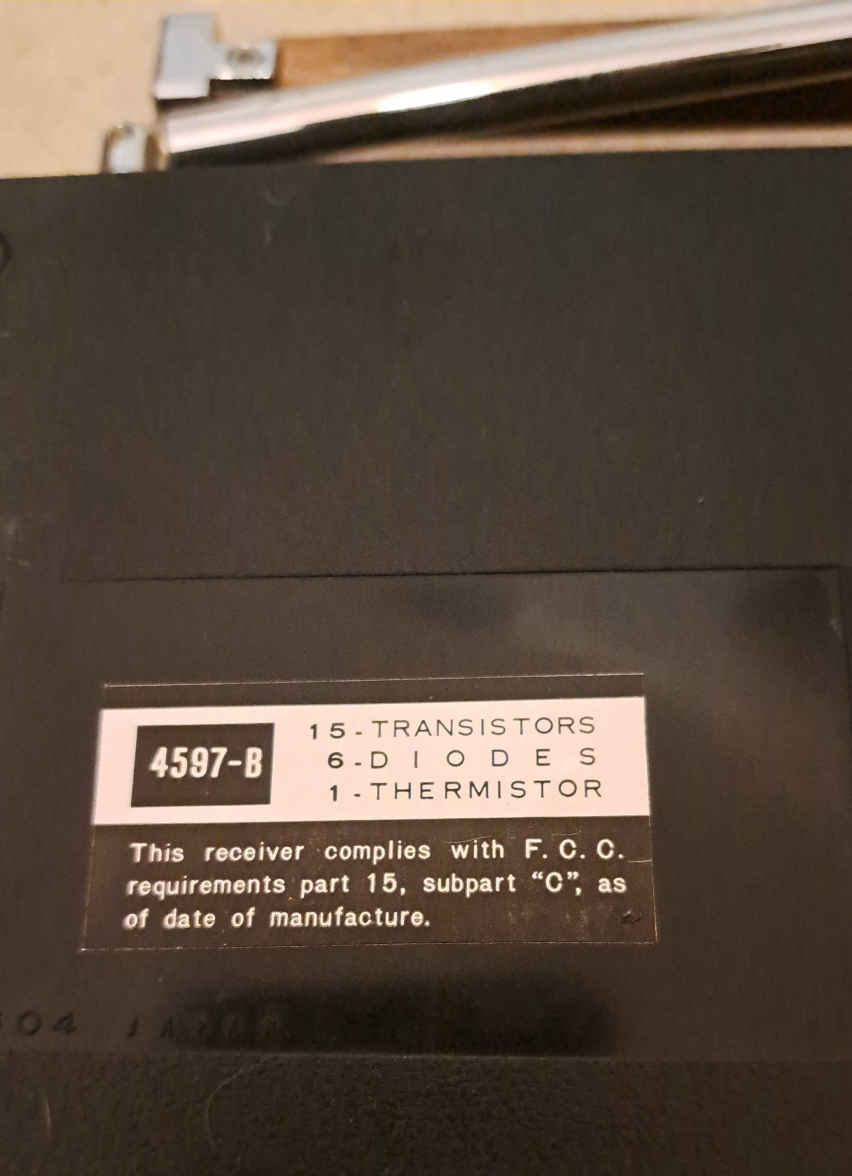 4597-B
15-TRANSISTORS
6-DIODES
1-THERMISTOR
This receiver complies with F. C. C.
requirements part 15, subpart “C”, as
of date of manufacture.
04